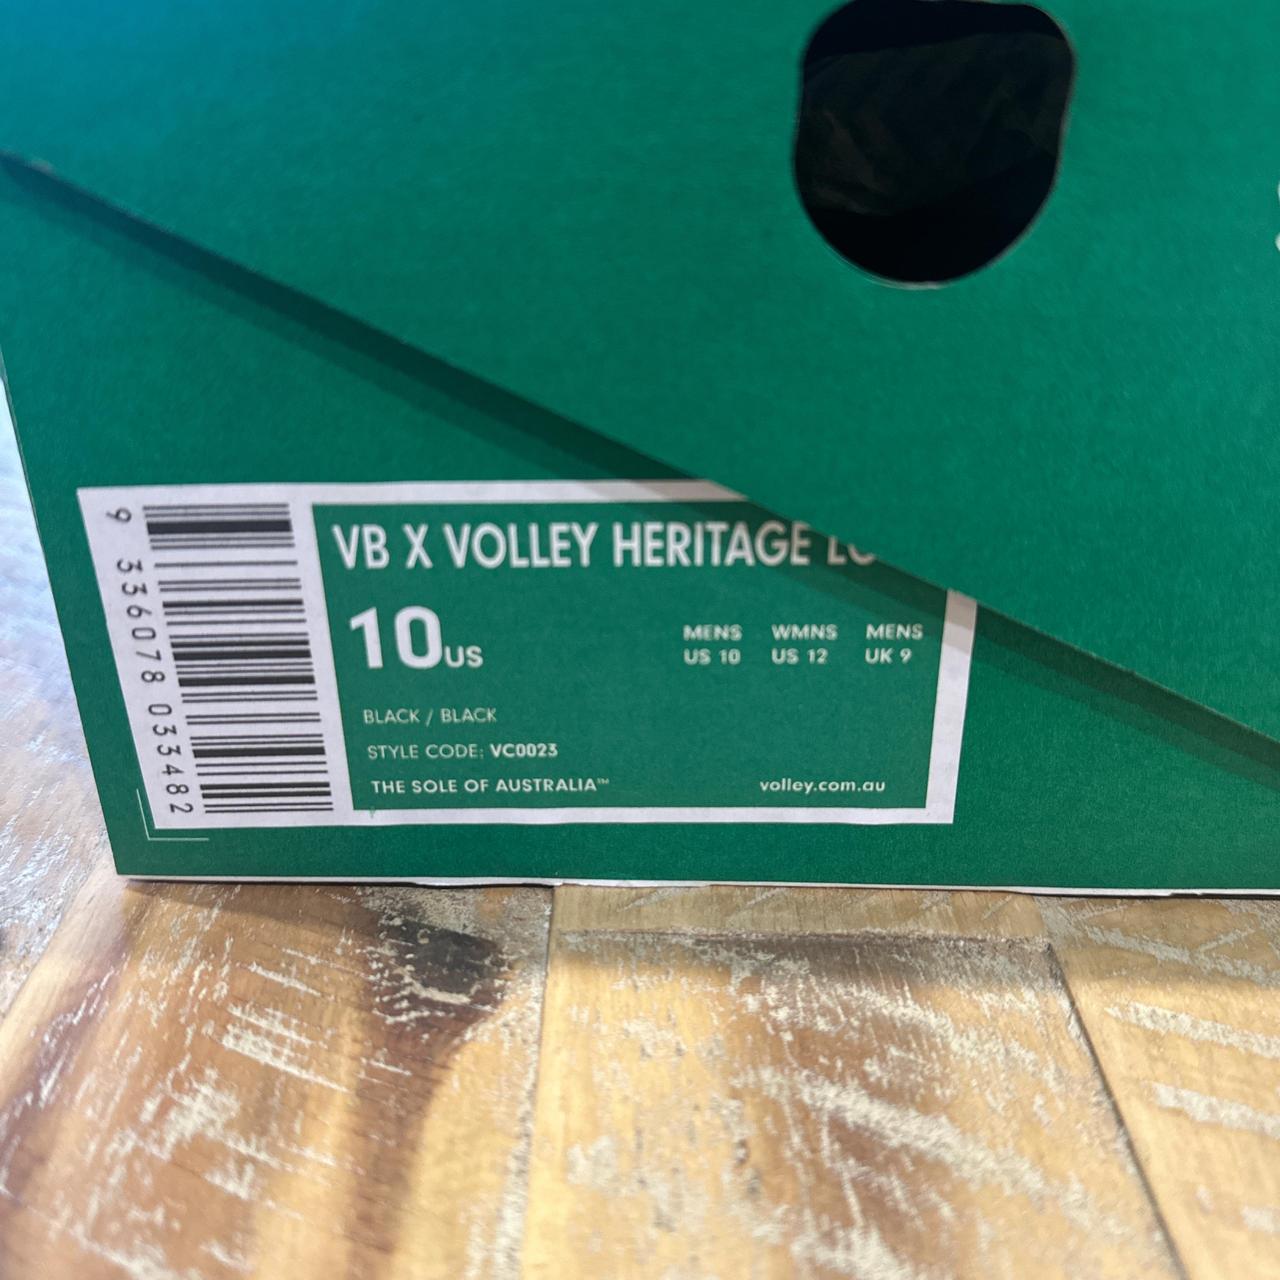 VB X VOLLEY HERITAGE
10US
MENS WMNS MENS
US 10 US 12 UK 9
BLACK / BLACK
STYLE CODE: VC0023
THE SOLE OF AUSTRALIA™ volley.com.au
9 336078 033482